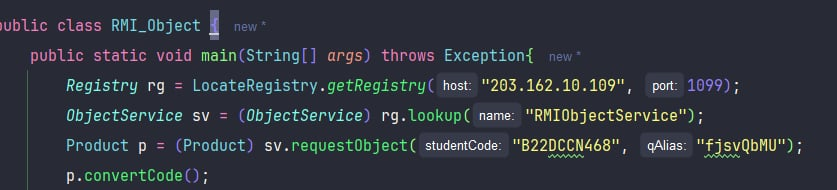 public class RMI_Object { new *
public static void main(String[] args) throws Exception{ new *
Registry rg = LocateRegistry.getRegistry( host: "203.162.10.109", port: 1099);
ObjectService sv = (ObjectService) rg.lookup( name: "RMIObjectService");
Product p = (Product) sv.requestObject( studentCode: "B22DCCN468", qAlias: "fjsvQbMU");
p.convertCode();